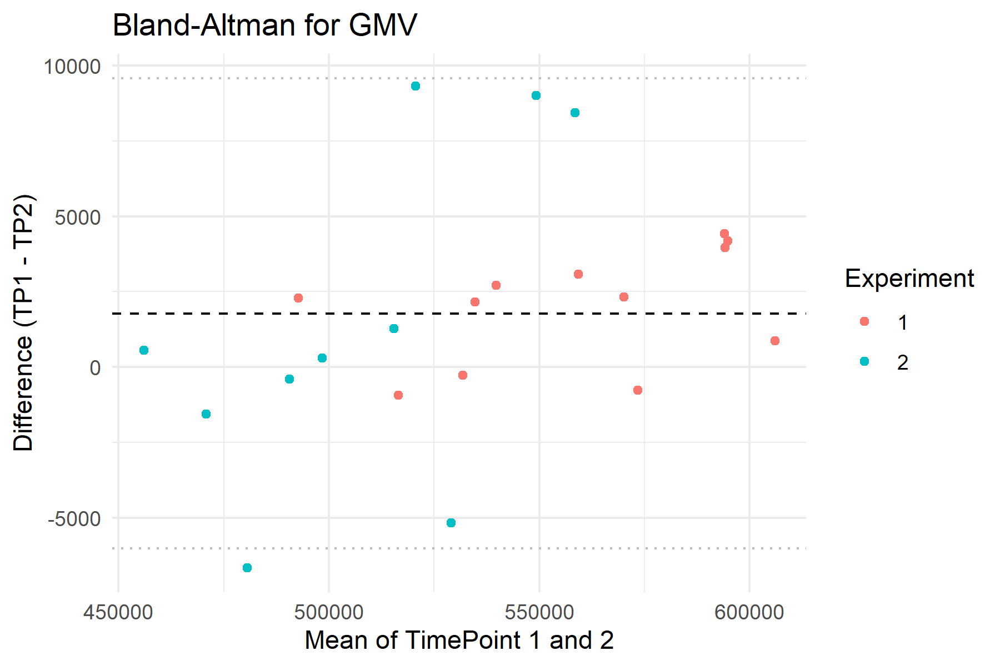 Bland-Altman for GMV
10000
5000
0
-5000
Difference (TP1 - TP2)
450000
500000
550000
600000
Mean of TimePoint 1 and 2
Experiment
1
2